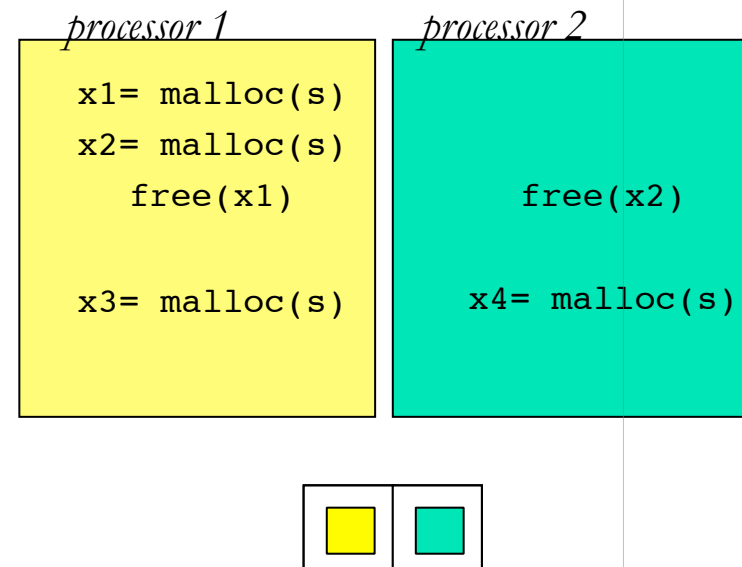 processor 1
x1= malloc(s)
x2= malloc(s)
free(x1)
x3= malloc(s)
processor 2
free(x2)
x4= malloc(s)